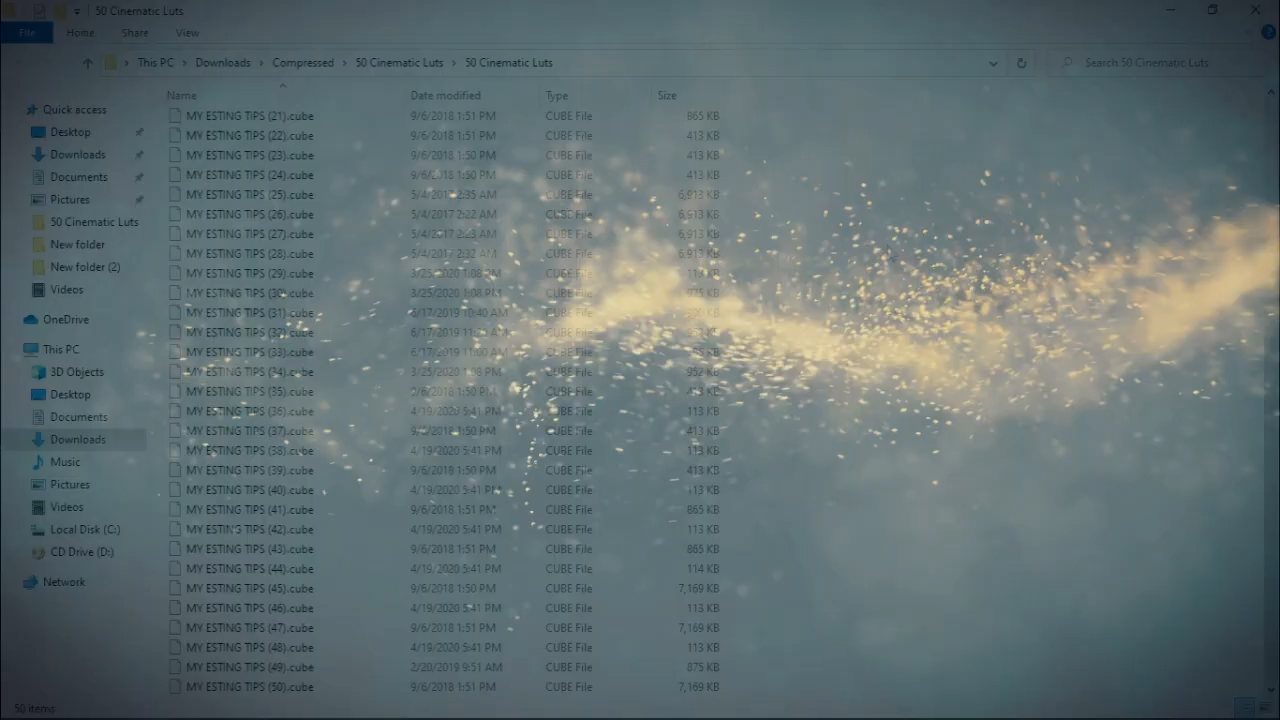 50 Cinematic Luts
File Home Share View
This PC Downloads Compressed 50 Cinematic Luts 50 Cinematic Luts Search 50 Cinematic Luts
Name Date modified Type Size
Quick access
Desktop
Downloads
Documents
Pictures
50 Cinematic Luts
New folder
New folder (2)
Videos
OneDrive
This PC
3D Objects
Desktop
Documents
Downloads
Music
Pictures
Videos
Local Disk (C:)
CD Drive (D:)
Network
MY ESTING TIPS (21).cube 9/6/2018 1:51 PM CUBE File 865 KB
MY ESTING TIPS (22).cube 9/6/2018 1:51 PM CUBE File 413 KB
MY ESTING TIPS (23).cube 9/6/2018 1:50 PM CUBE File 413 KB
MY ESTING TIPS (24).cube 9/6/2018 1:50 PM CUBE File 413 KB
MY ESTING TIPS (25).cube 5/4/2017 2:35 AM CUBE File 6,913 KB
MY ESTING TIPS (26).cube 5/4/2017 2:22 AM CUBE File 6,913 KB
MY ESTING TIPS (27).cube 5/4/2017 2:23 AM CUBE File 6,913 KB
MY ESTING TIPS (28).cube 5/4/2017 2:32 AM CUBE File 6,913 KB
MY ESTING TIPS (29).cube 3/25/2020 1:08 PM CUBE File KB
MY ESTING TIPS (30).cube 3/25/2020 1:08 PM CUBE File KB
MY ESTING TIPS (31).cube 6/17/2019 10:40 AM CUBE File KB
MY ESTING TIPS (32).cube 6/17/2019 AM CUBE File KB
MY ESTING TIPS (33).cube 6/17/2019 11:00 AM CUBE File KB
MY ESTING TIPS (34).cube 3/25/2020 1:08 PM CUBE File 952 KB
MY ESTING TIPS (35).cube 9/6/2018 1:50 PM CUBE File 413 KB
MY ESTING TIPS (36).cube 4/19/2020 5:41 PM CUBE File 113 KB
MY ESTING TIPS (37).cube 9/6/2018 1:50 PM CUBE File 413 KB
MY ESTING TIPS (38).cube 4/19/2020 5:41 PM CUBE File 113 KB
MY ESTING TIPS (39).cube 9/6/2018 1:51 PM CUBE File 413 KB
MY ESTING TIPS (40).cube 4/19/2020 5:41 PM CUBE File 113 KB
MY ESTING TIPS (41).cube 9/6/2018 1:51 PM CUBE File 865 KB
MY ESTING TIPS (42).cube 4/19/2020 5:41 PM CUBE File 113 KB
MY ESTING TIPS (43).cube 9/6/2018 1:51 PM CUBE File 865 KB
MY ESTING TIPS (44).cube 4/19/2020 5:41 PM CUBE File 114 KB
MY ESTING TIPS (45).cube 9/6/2018 1:50 PM CUBE File 7,169 KB
MY ESTING TIPS (46).cube 4/19/2020 5:41 PM CUBE File 113 KB
MY ESTING TIPS (47).cube 9/6/2018 1:51 PM CUBE File 7,169 KB
MY ESTING TIPS (48).cube 4/19/2020 5:41 PM CUBE File 113 KB
MY ESTING TIPS (49).cube 2/20/2019 9:51 AM CUBE File 875 KB
MY ESTING TIPS (50).cube 9/6/2018 1:51 PM CUBE File 7,169 KB
50 items